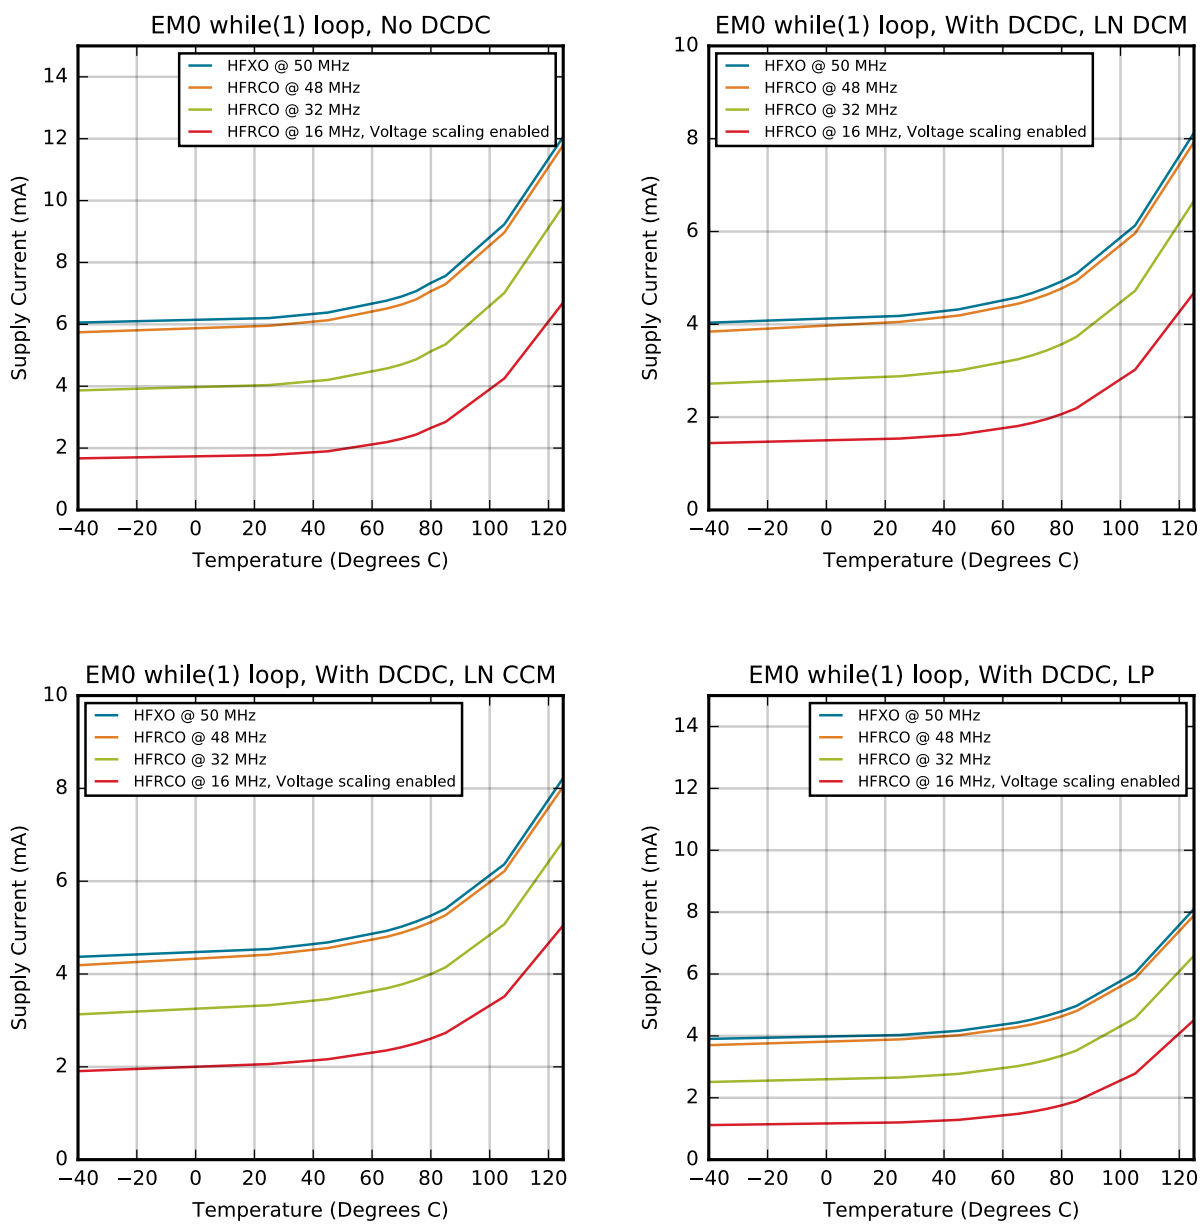 EM0 while(1) loop, No DCDC
HFXO @ 50 MHz
HFRCO @ 48 MHz
HFRCO @ 32 MHz
HFRCO @ 16 MHz, Voltage scaling enabled
Supply Current (mA)
14
12
10
8
6
4
2
0
−40 −20 0 20 40 60 80 100 120
Temperature (Degrees C)
EM0 while(1) loop, With DCDC, LN DCM
HFXO @ 50 MHz
HFRCO @ 48 MHz
HFRCO @ 32 MHz
HFRCO @ 16 MHz, Voltage scaling enabled
Supply Current (mA)
10
8
6
4
2
0
−40 −20 0 20 40 60 80 100 120
Temperature (Degrees C)
EM0 while(1) loop, With DCDC, LN CCM
HFXO @ 50 MHz
HFRCO @ 48 MHz
HFRCO @ 32 MHz
HFRCO @ 16 MHz, Voltage scaling enabled
Supply Current (mA)
10
8
6
4
2
0
−40 −20 0 20 40 60 80 100 120
Temperature (Degrees C)
EM0 while(1) loop, With DCDC, LP
HFXO @ 50 MHz
HFRCO @ 48 MHz
HFRCO @ 32 MHz
HFRCO @ 16 MHz, Voltage scaling enabled
Supply Current (mA)
14
12
10
8
6
4
2
0
−40 −20 0 20 40 60 80 100 120
Temperature (Degrees C)